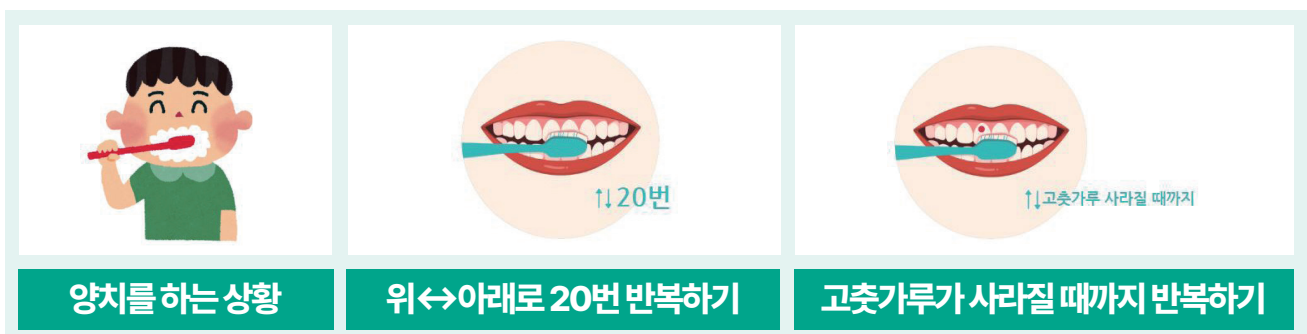 ↑↓20번
↑↓고춧가루 사라질 때까지
양치를 하는 상황
위↔아래로 20번 반복하기
고춧가루가 사라질 때까지 반복하기